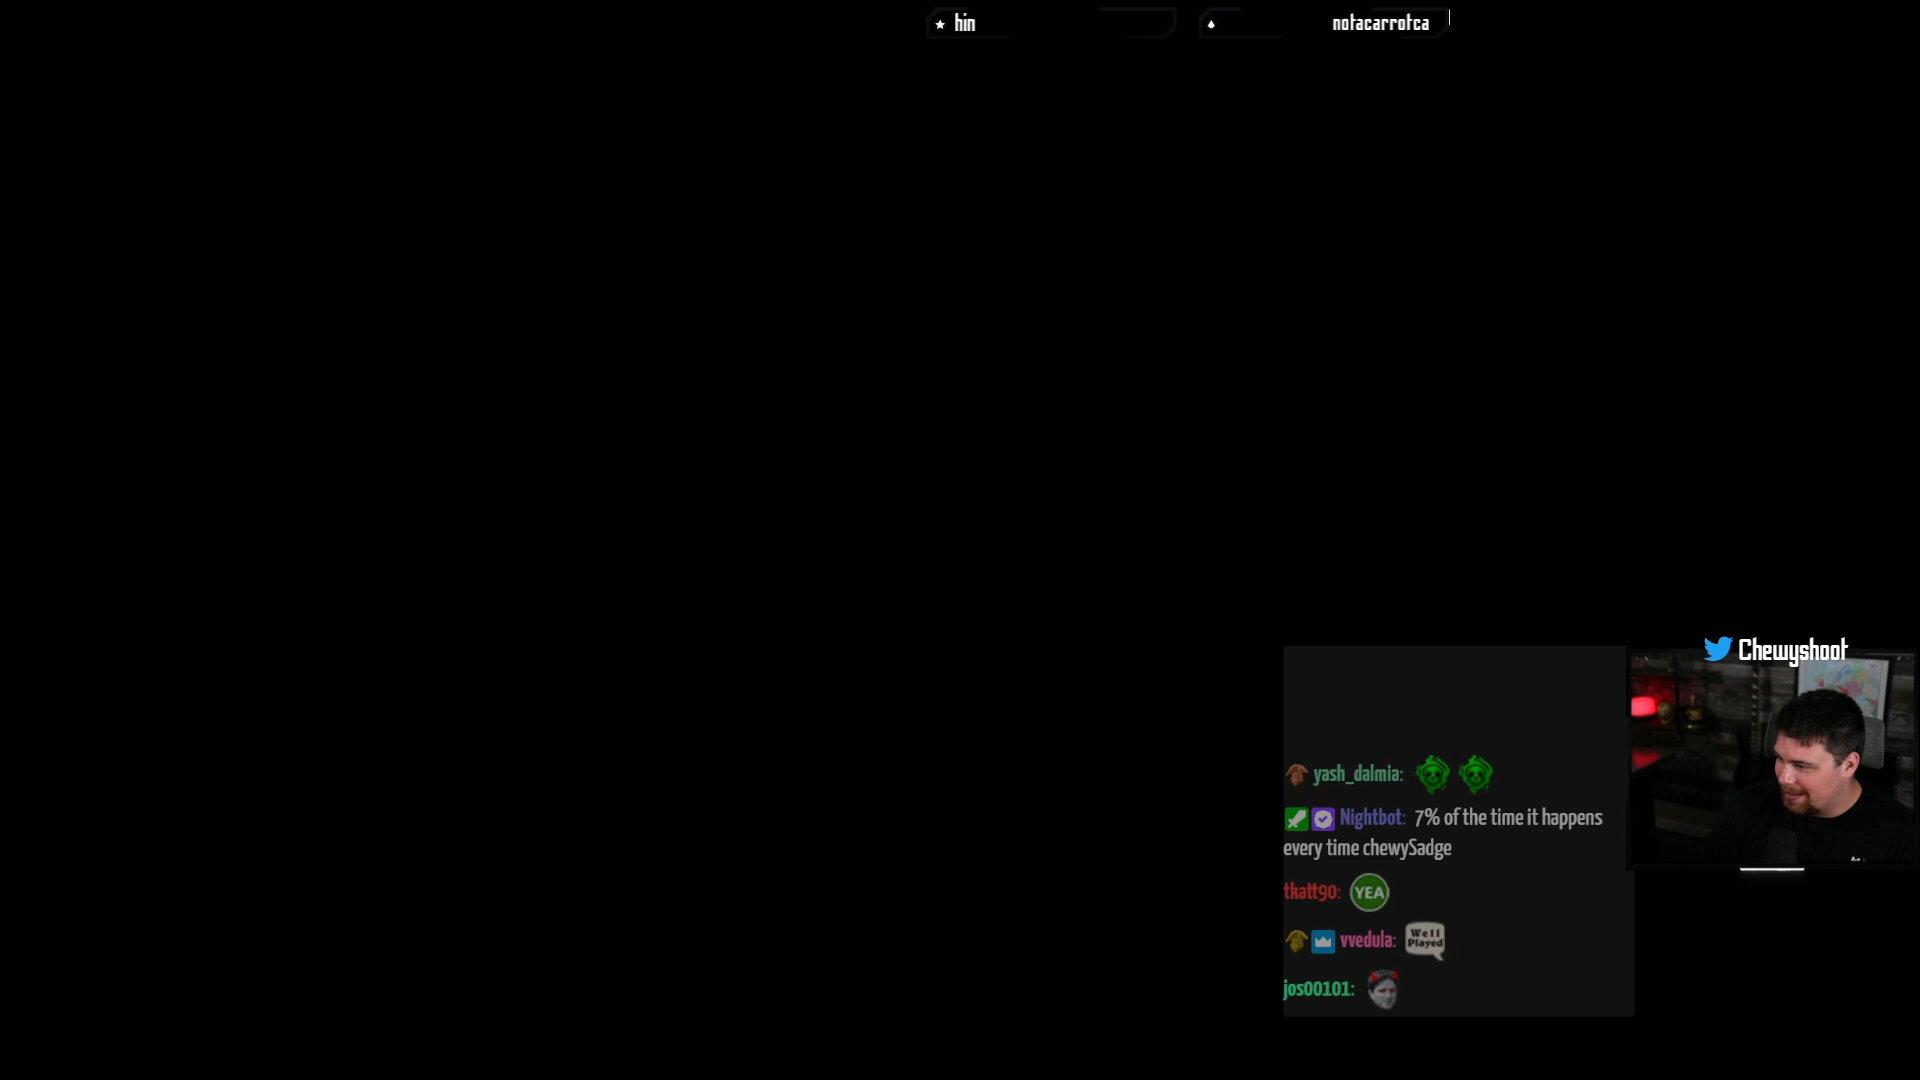 hin
notacarrotca
Chewyshoot
yash_dalmia:
Nightbot: 7% of the time it happens
every time chewySadge
tkatt90: YEA
vvedula: Well
Played
jos00101: